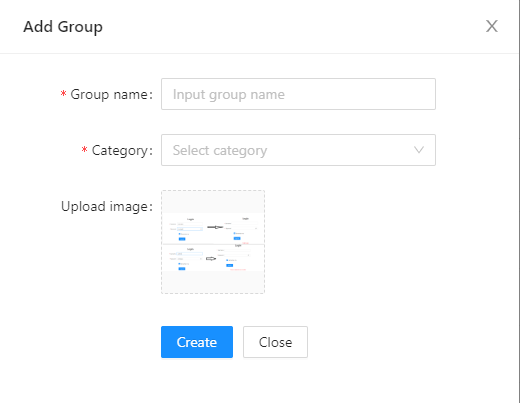 Add Group
* Group name:
Input group name
* Category:
Select category
Upload image:
Create
Close